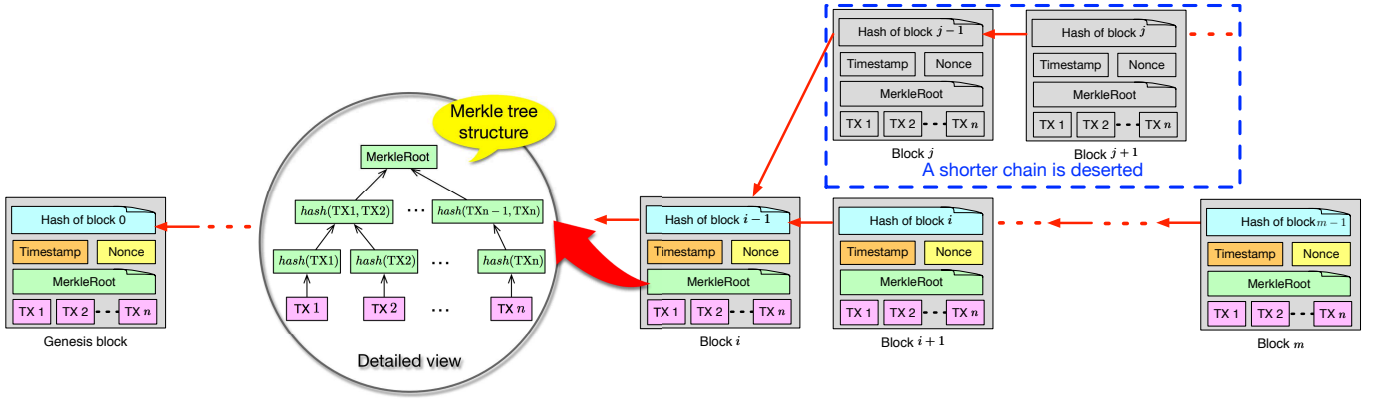 Hash of block j − 1
Timestamp
Nonce
MerkleRoot
TX 1
TX 2
TX n
Block j
Hash of block j
Timestamp
Nonce
MerkleRoot
TX 1
TX 2
TX n
Block j + 1
A shorter chain is deserted
Hash of block 0
Timestamp
Nonce
MerkleRoot
TX 1
TX 2
TX n
Genesis block
Merkle tree
structure
MerkleRoot
hash(TX1, TX2)
...
hash(TXn−1, TXn)
hash(TX1)
hash(TX2)
...
hash(TXn)
TX 1
TX 2
...
TX n
Detailed view
Hash of block i − 1
Timestamp
Nonce
MerkleRoot
TX 1
TX 2
TX n
Block i
Hash of block i
Timestamp
Nonce
MerkleRoot
TX 1
TX 2
TX n
Block i + 1
Hash of block m − 1
Timestamp
Nonce
MerkleRoot
TX 1
TX 2
TX n
Block m